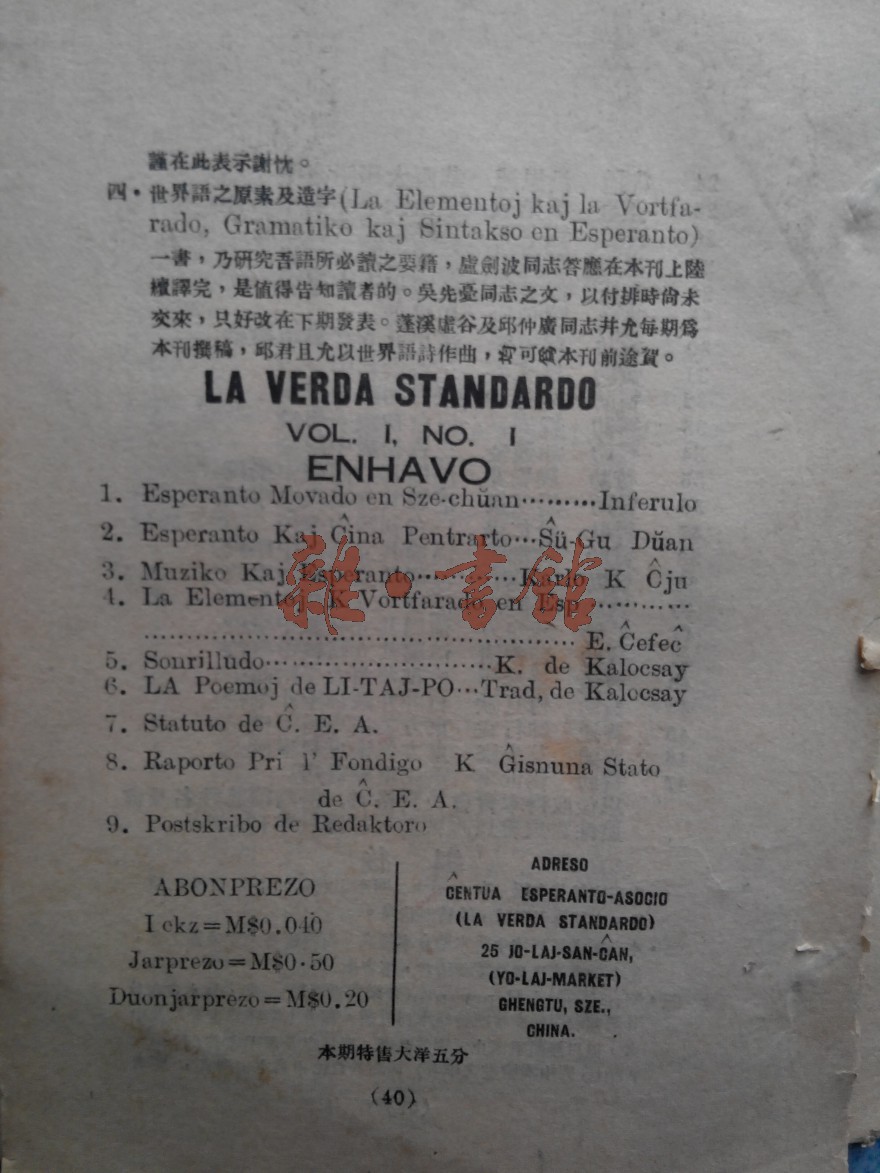 謹在此表示謝忱。
四・世界語之原素及造字(La Elementoj kaj la Vortfa-
rado, Gramatiko kaj Sintakso en Esperanto)
一書，乃研究吾語所必讀之要籍，盧劍波同志答應在本刊上陸
續譯完，是値得告知讀者的。吳先憂同志之文，以付排時尙未
交來，只好改在下期發表。蓬溪虛谷及邱仲廣同志并允每期爲
本刊撰稿，邱君且允以世界語詩作曲，可本刊前途賀。
LA VERDA STANDARDO
VOL. I, NO. I
ENHAVO
1. Esperanto Movado en Sze-chŭan.........Inferulo
2. Esperanto Kaj Ĉina Pentrarto...Ŝü-Gu Dŭan
3. Muziko Kaj Esperanto............Karlo K Ĉju
4. La Elementoj K Vortfarado en Esp............
............................................ E. Ĉefeĉ
5. Sonrilludo........................K. de Kalocsay
6. LA Poemoj de LI-TAJ-PO...Trad, de Kalocsay
7. Statuto de Ĉ. E. A.
8. Raporto Pri l' Fondigo K Ĝisnuna Stato
de Ĉ. E. A.
9. Postskribo de Redaktoro
ABONPREZO
I ekz=M$0.040
Jarprezo=M$0.50
Duonjarprezo=M$0.20
ADRESO
ĈENTUA ESPERANTO-ASOCIO
(LA VERDA STANDARDO)
25 JO-LAJ-SAN-ĈAN,
(YO-LAJ-MARKET)
GHENGTU, SZE.,
CHINA.
本期特售大洋五分
(40)
雜・書館